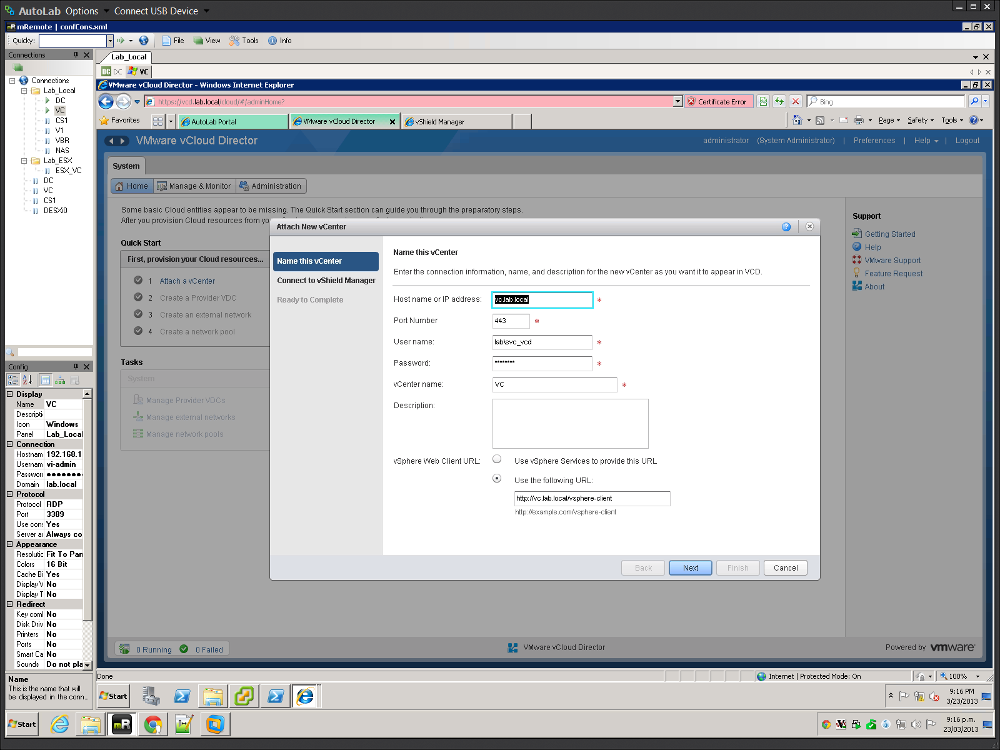 AutoLab Options Connect USB Device
mRemote | confCons.xml
Quicky: File View Tools Info
Connections
Connections
Lab_Local
DC
VC
CS1
V1
VBR
NAS
Lab_ESX
ESX_VC
DC
VC
CS1
DESXi0
Lab_Local
DC VC
VMware vCloud Director - Windows Internet Explorer
https://vcd.lab.local/cloud/#/adminHome?
Certificate Error
Bing
Favorites
AutoLab Portal
VMware vCloud Director
vShield Manager
Page Safety Tools
VMware vCloud Director
administrator (System Administrator) | Preferences | Help | Logout
System
Home Manage & Monitor Administration
Some basic Cloud entities appear to be missing. The Quick Start section can guide you through the preparatory steps.
After you provision Cloud resources from
Quick Start
First, provision your Cloud resources...
1 Attach a vCenter
2 Create a Provider VDC
3 Create an external network
4 Create a network pool
Tasks
System
Manage Provider VDCs
Manage external networks
Manage network pools
Support
Getting Started
Help
VMware Support
Feature Request
About
Attach New vCenter
Name this vCenter
Connect to vShield Manager
Ready to Complete
Name this vCenter
Enter the connection information, name, and description for the new vCenter as you want it to appear in VCD.
Host name or IP address: vc.lab.local *
Port Number 443 *
User name: lab\svc_vcd *
Password: ******** *
vCenter name: VC *
Description:
vSphere Web Client URL: Use vSphere Services to provide this URL
Use the following URL:
http://vc.lab.local/vsphere-client
http://example.com/vsphere-client
Back Next Finish Cancel
0 Running 0 Failed
VMware vCloud Director
Powered by vmware
Config
Display
Name VC
Descripti
Icon Windows
Panel Lab_Local
Connection
Hostnam 192.168.1
Usernam vi-admin
Passworc ●●●●●●●●
Domain lab.local
Protocol
Protocol RDP
Port 3389
Use cons Yes
Server au Always co
Appearance
Resolutic Fit To Pan
Colors 16 Bit
Cache Bi Yes
Display V No
Display T No
Redirect
Key coml No
Disk Driv No
Printers No
Ports No
Smart Ca No
Sounds Do not pla
Name
This is the name that will
be displayed in the conn...
Done
Internet | Protected Mode: On
100%
Start
9:16 PM
3/23/2013
Start
mR
9:16 p.m.
23/03/2013